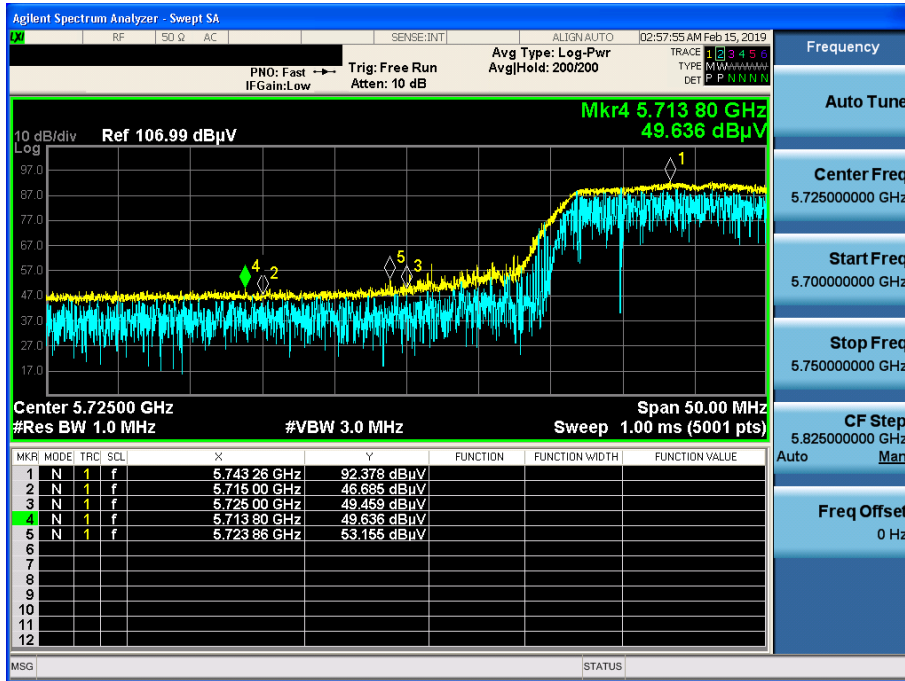 Agilent Spectrum Analyzer - Swept SA
LXI RF 50 Ω AC SENSE:INT ALIGN AUTO 02:57:55 AM Feb 15, 2019
PNO: Fast Trig: Free Run Avg Type: Log-Pwr TRACE 1 2 3 4 5 6
IFGain:Low Atten: 10 dB Avg|Hold: 200/200 TYPE M W
DET P P N N N N
Mkr4 5.713 80 GHz
49.636 dBµV
10 dB/div Ref 106.99 dBµV
Log
97.0
87.0
77.0
67.0
57.0
47.0
37.0
27.0
17.0
1
4
2
5
3
Center 5.72500 GHz Span 50.00 MHz
#Res BW 1.0 MHz #VBW 3.0 MHz Sweep 1.00 ms (5001 pts)
MKR MODE TRC SCL X Y FUNCTION FUNCTION WIDTH FUNCTION VALUE
1 N 1 f 5.743 26 GHz 92.378 dBµV
2 N 1 f 5.715 00 GHz 46.685 dBµV
3 N 1 f 5.725 00 GHz 49.459 dBµV
4 N 1 f 5.713 80 GHz 49.636 dBµV
5 N 1 f 5.723 86 GHz 53.155 dBµV
6
7
8
9
10
11
12
MSG STATUS
Frequency
Auto Tune
Center Freq
5.725000000 GHz
Start Freq
5.700000000 GHz
Stop Freq
5.750000000 GHz
CF Step
5.825000000 GHz
Auto Man
Freq Offset
0 Hz